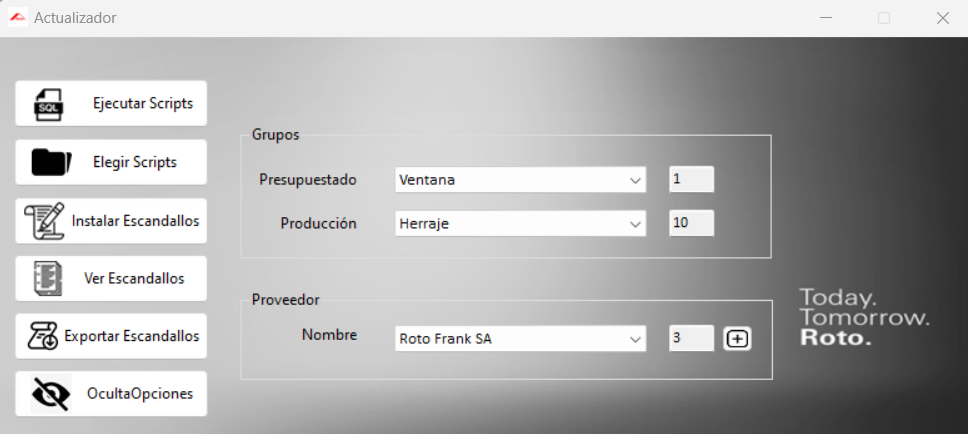 Actualizador
SQL
Ejecutar Scripts
Elegir Scripts
Instalar Escandallos
Ver Escandallos
Exportar Escandallos
OcultaOpciones
Grupos
Presupuestado Ventana 1
Producción Herraje 10
Proveedor
Nombre Roto Frank SA 3
Today.
Tomorrow.
Roto.